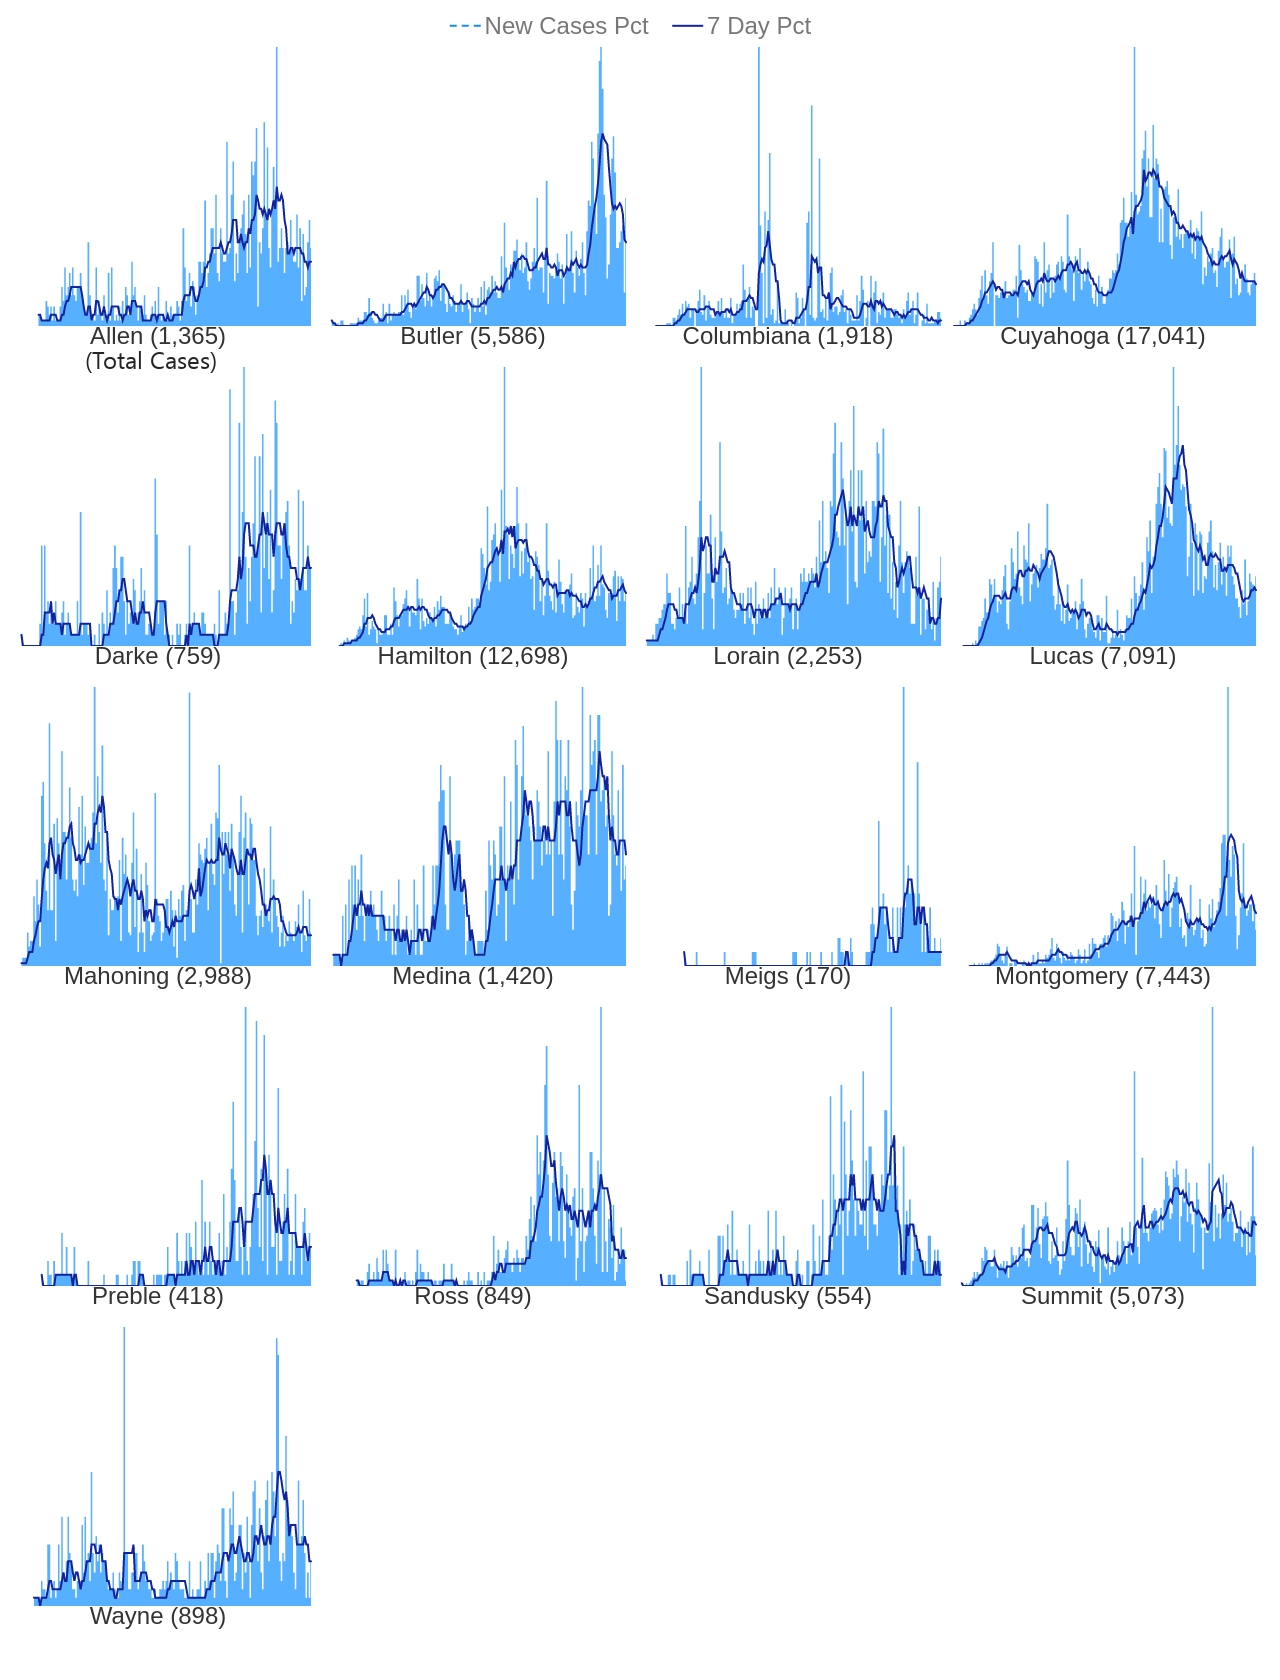 New Cases Pct 7 Day Pct
Allen (1,365) Butler (5,586) Columbiana (1,918) Cuyahoga (17,041)
(Total Cases)
Darke (759) Hamilton (12,698) Lorain (2,253) Lucas (7,091)
Mahoning (2,988) Medina (1,420) Meigs (170) Montgomery (7,443)
Preble (418) Ross (849) Sandusky (554) Summit (5,073)
Wayne (898)